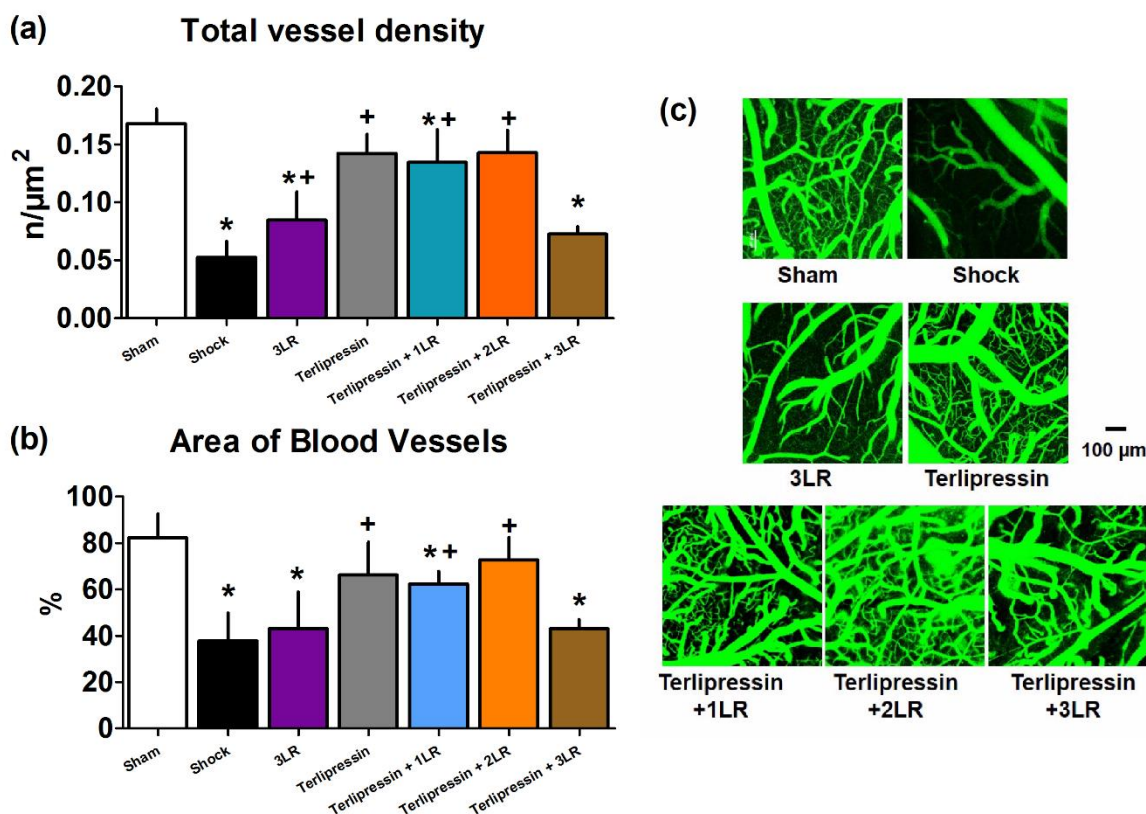 (a)
Total vessel density
n/µm²
0.20
0.15
0.10
0.05
0.00
*
*+
+
*+
+
*
Sham
Shock
3LR
Terlipressin
Terlipressin + 1LR
Terlipressin + 2LR
Terlipressin + 3LR
(b)
Area of Blood Vessels
%
100
80
60
40
20
0
*
*
+
*+
+
*
Sham
Shock
3LR
Terlipressin
Terlipressin + 1LR
Terlipressin + 2LR
Terlipressin + 3LR
(c)
Sham
Shock
3LR
Terlipressin
100 µm
Terlipressin
+1LR
Terlipressin
+2LR
Terlipressin
+3LR